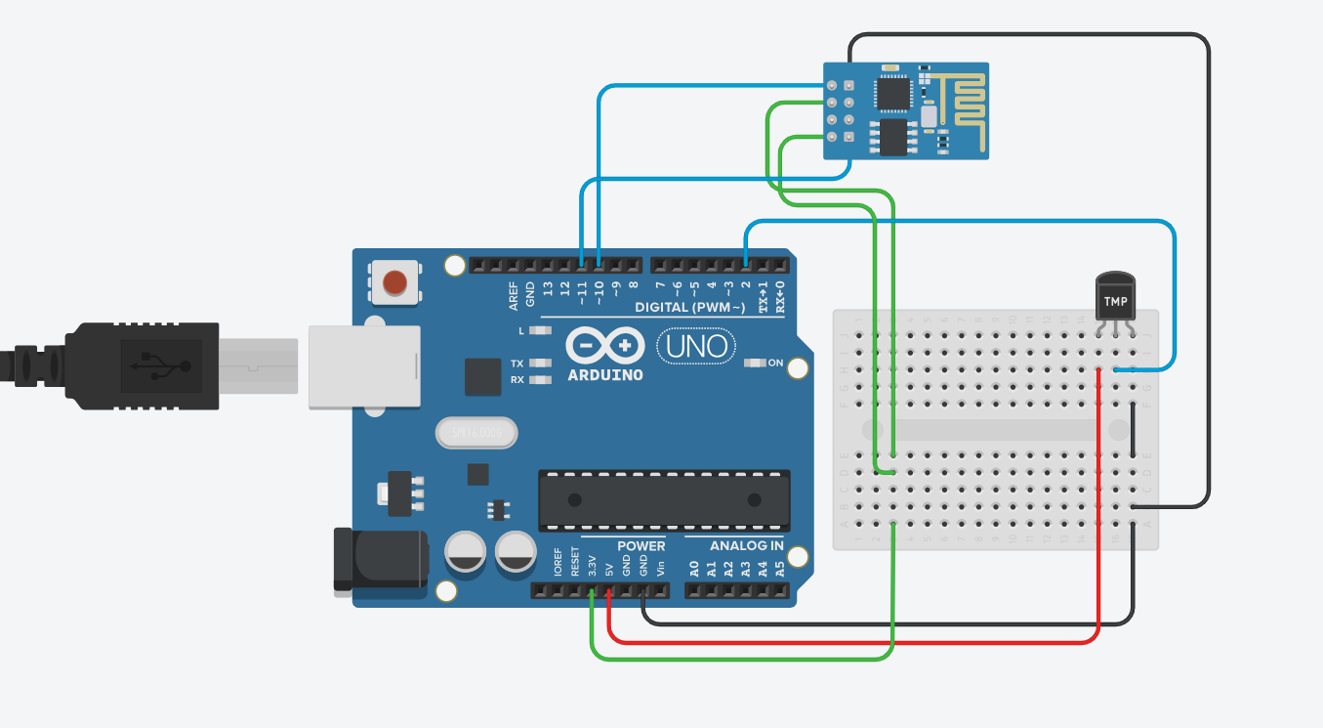 TMP
AREF
GND
13
12
~11
~10
~9
8
7
~6
~5
4
~3
2
TX→1
RX←0
DIGITAL (PWM~)
L
TX
RX
UNO
ON
ARDUINO
POWER
ANALOG IN
IOREF
RESET
3.3V
5V
GND
GND
Vin
A0
A1
A2
A3
A4
A5